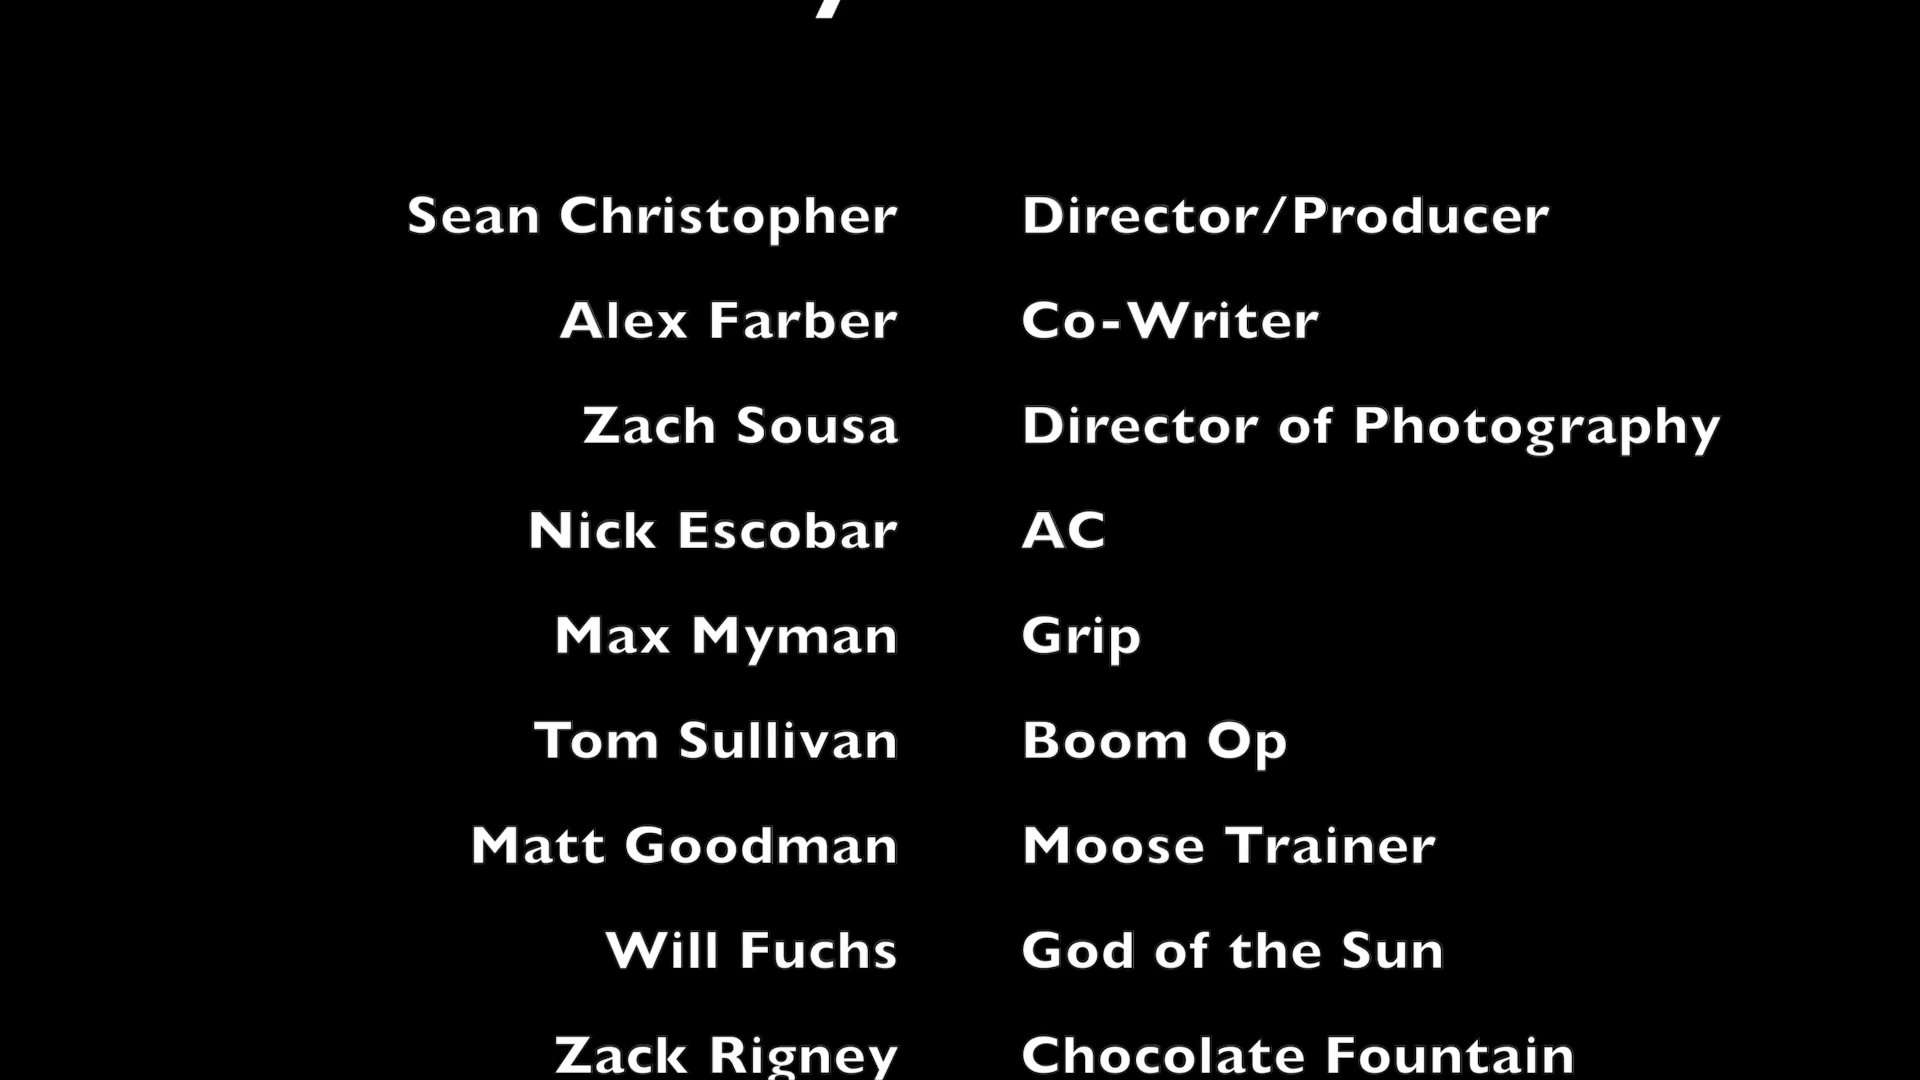 Sean Christopher Director/Producer
Alex Farber Co-Writer
Zach Sousa Director of Photography
Nick Escobar AC
Max Myman Grip
Tom Sullivan Boom Op
Matt Goodman Moose Trainer
Will Fuchs God of the Sun
Zack Rigney Chocolate Fountain